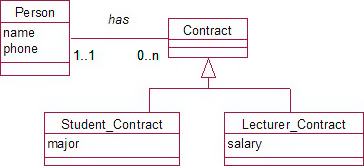 Person
name
phone
has
1..1
0..n
Contract
Student_Contract
major
Lecturer_Contract
salary